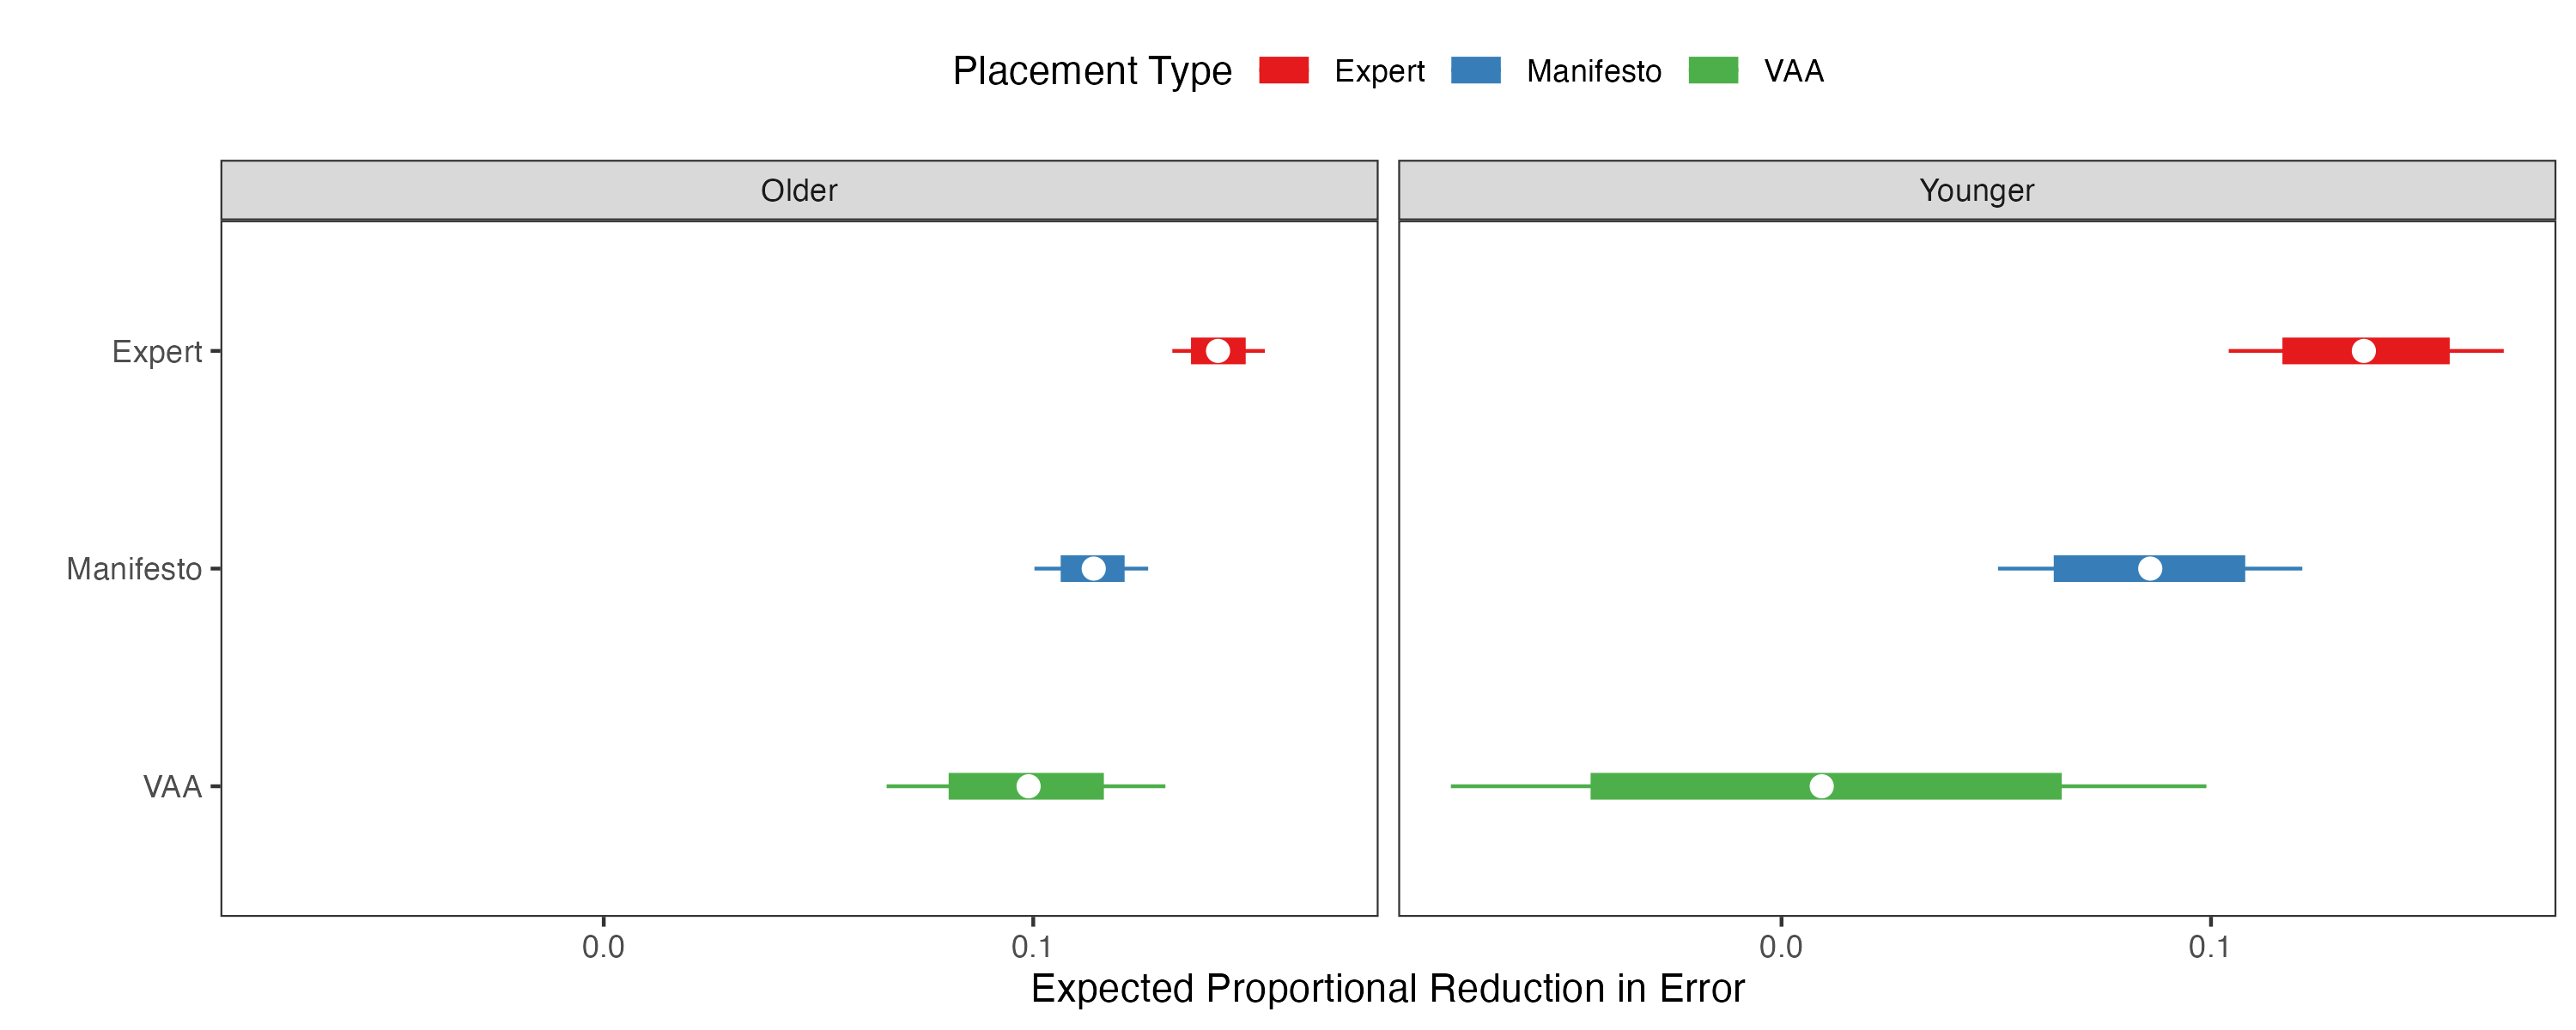 Placement Type Expert Manifesto VAA
Older Younger
Expert
Manifesto
VAA
0.0 0.1 0.0 0.1
Expected Proportional Reduction in Error